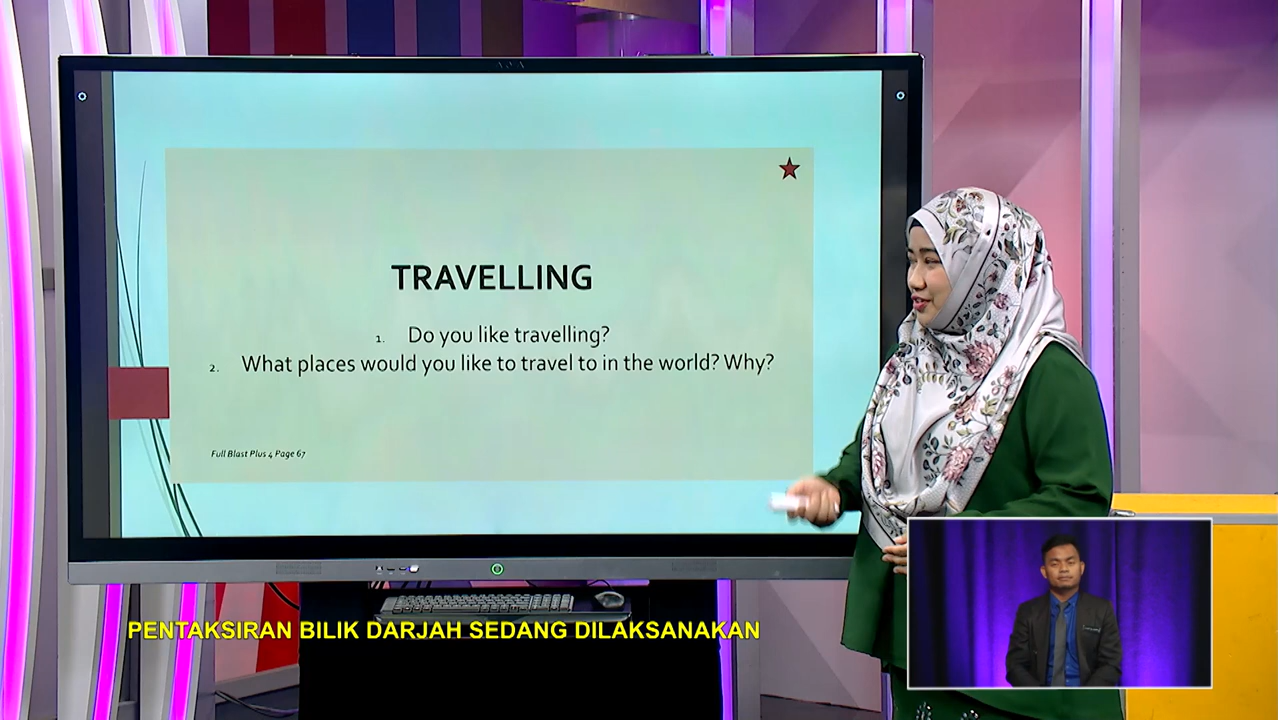 TRAVELLING
1. Do you like travelling?
2. What places would you like to travel to in the world? Why?
Full Blast Plus 4 Page 67
PENTAKSIRAN BILIK DARJAH SEDANG DILAKSANAKAN